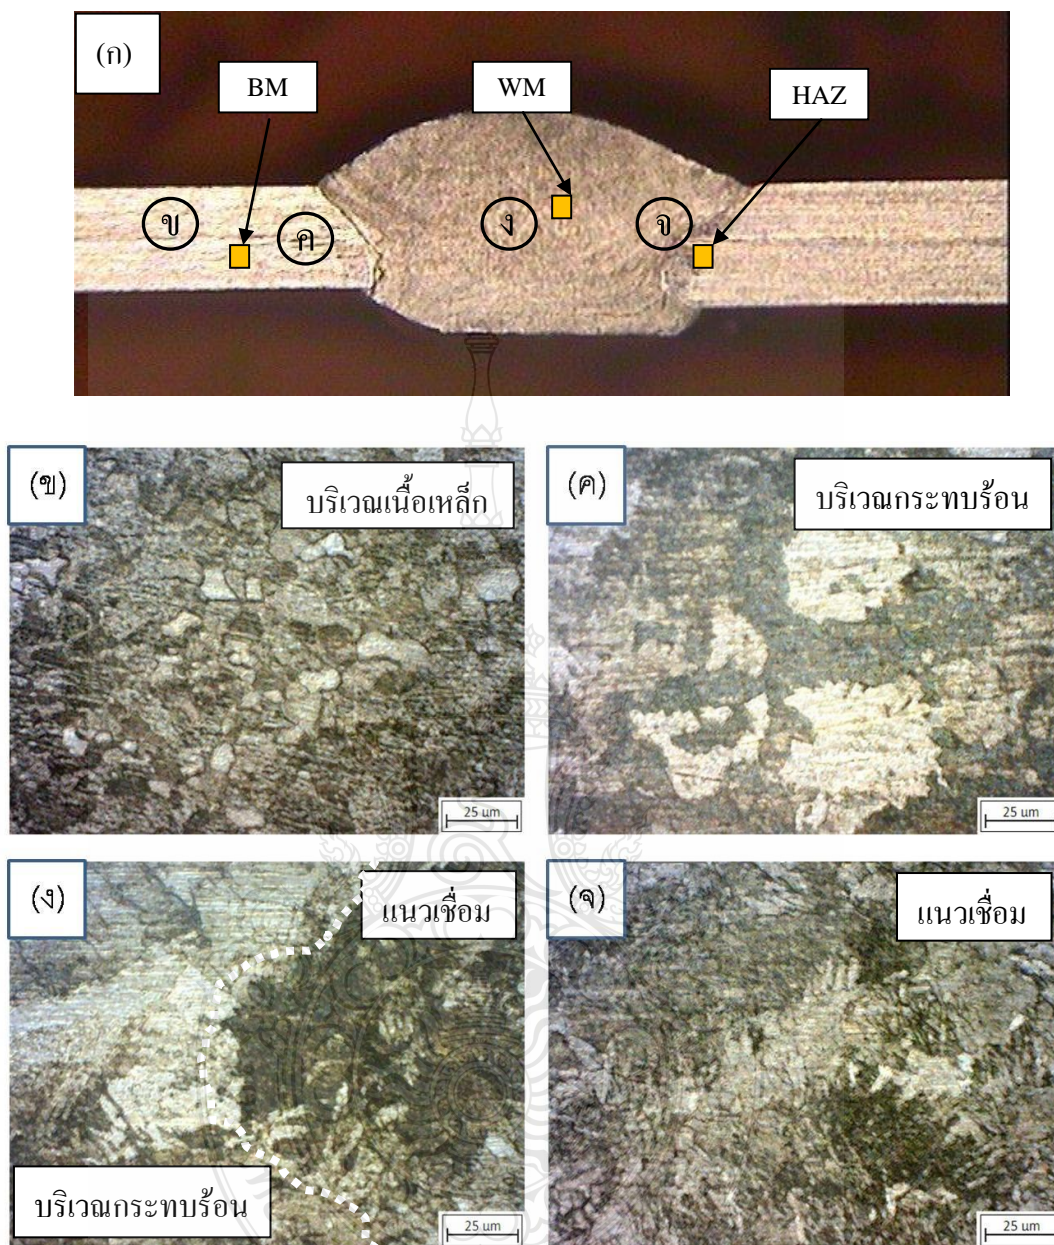 (ก)
BM
WM
HAZ
ข
ค
ง
จ
(ข)
บริเวณเนื้อเหล็ก
25 um
(ค)
บริเวณกระทบร้อน
25 um
(ง)
แนวเชื่อม
บริเวณกระทบร้อน
25 um
(จ)
แนวเชื่อม
25 um